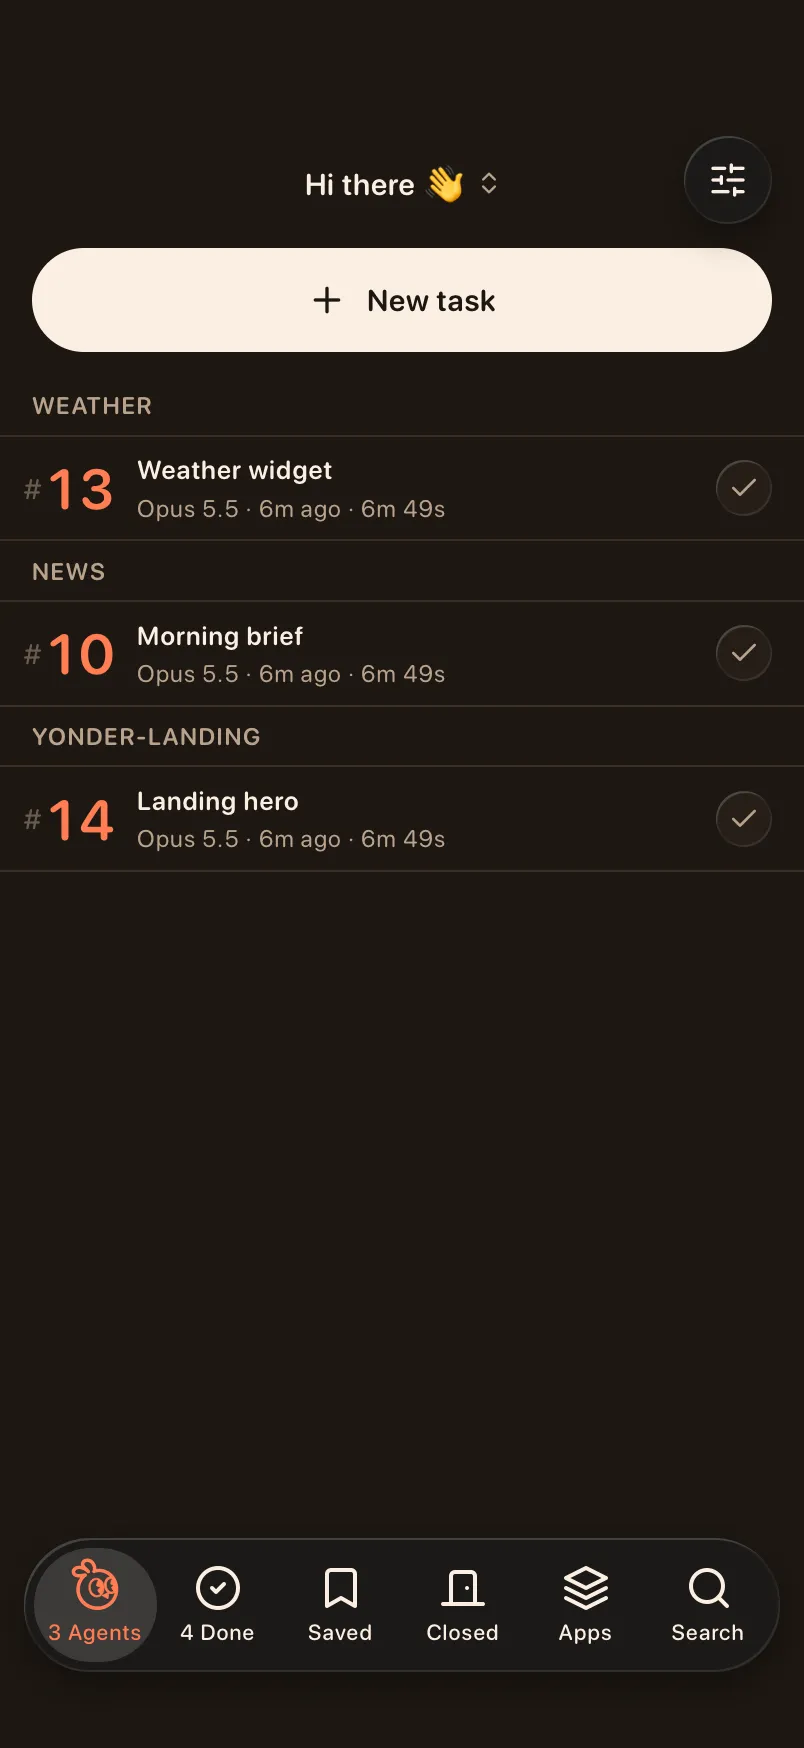 Hi there 👋
New task
WEATHER
#13
Weather widget
Opus 5.5 · 6m ago · 6m 49s
NEWS
#10
Morning brief
Opus 5.5 · 6m ago · 6m 49s
YONDER-LANDING
#14
Landing hero
Opus 5.5 · 6m ago · 6m 49s
3 Agents
4 Done
Saved
Closed
Apps
Search